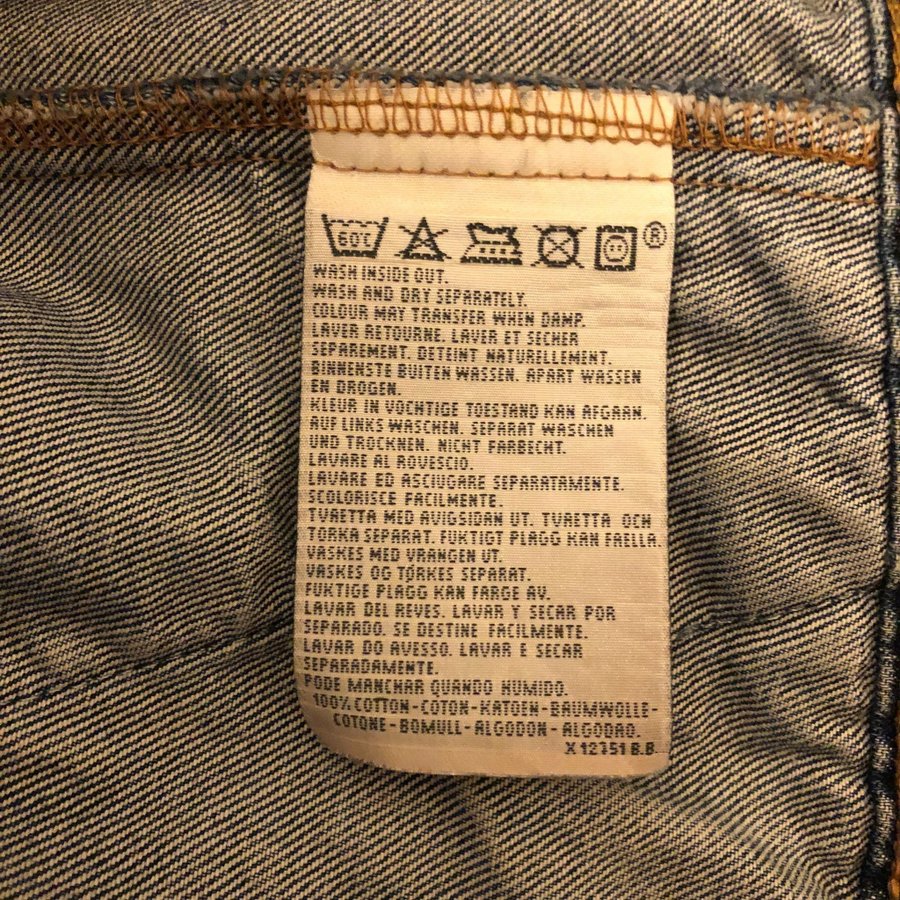 60C ®
WASH INSIDE OUT.
WASH AND DRY SEPARATELY.
COLOUR MAY TRANSFER WHEN DAMP.
LAVER RETOURNE. LAVER ET SECHER
SEPAREMENT. DETEINT NATURELLEMENT.
BINNENSTE BUITEN WASSEN. APART WASSEN
EN DROGEN.
KLEUR IN VOCHTIGE TOESTAND KAN AFGAAN.
AUF LINKS WASCHEN. SEPARAT WASCHEN
UND TROCKNEN. NICHT FARBECHT.
LAVARE AL ROVESCIO.
LAVARE ED ASCIUGARE SEPARATAMENTE.
SCOLORISCE FACILMENTE.
TVAETTA MED AVIGSIDAN UT. TVAETTA OCH
TORKA SEPARAT. FUKTIGT PLAGG KAN FAELLA.
VASKES MED VRANGEN UT.
VASKES OG TØRKES SEPARAT.
FUKTIGE PLAGG KAN FARGE AV.
LAVAR DEL REVES. LAVAR Y SECAR POR
SEPARADO. SE DESTINE FACILMENTE.
LAVAR DO AVESSO. LAVAR E SECAR
SEPARADAMENTE.
PODE MANCHAR QUANDO HUMIDO.
100% COTTON-COTON-KATOEN-BAUMWOLLE-
COTONE-BOMULL-ALGODON-ALGODAO.
X 12751 B.B.